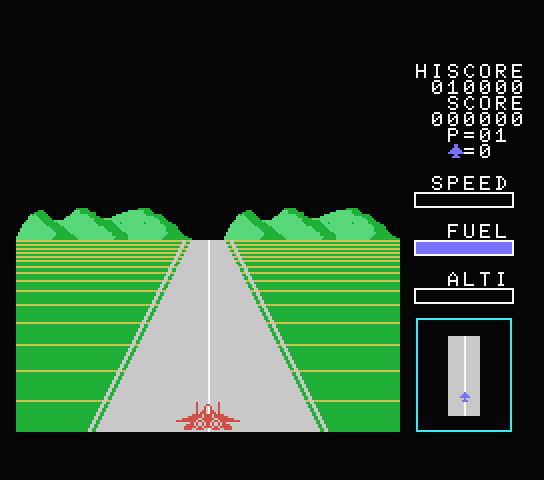 HISCORE
010000
SCORE
000000
P=01
=0
SPEED
FUEL
ALTI